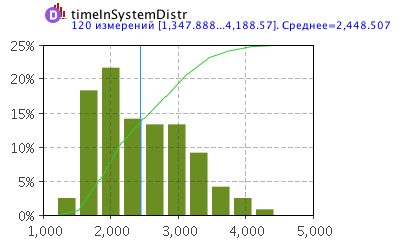 D timeInSystemDistr
120 измерений [1,347.888...4,188.57]. Среднее=2,448.507
25%
20%
15%
10%
5%
0%
1,000 2,000 3,000 4,000 5,000